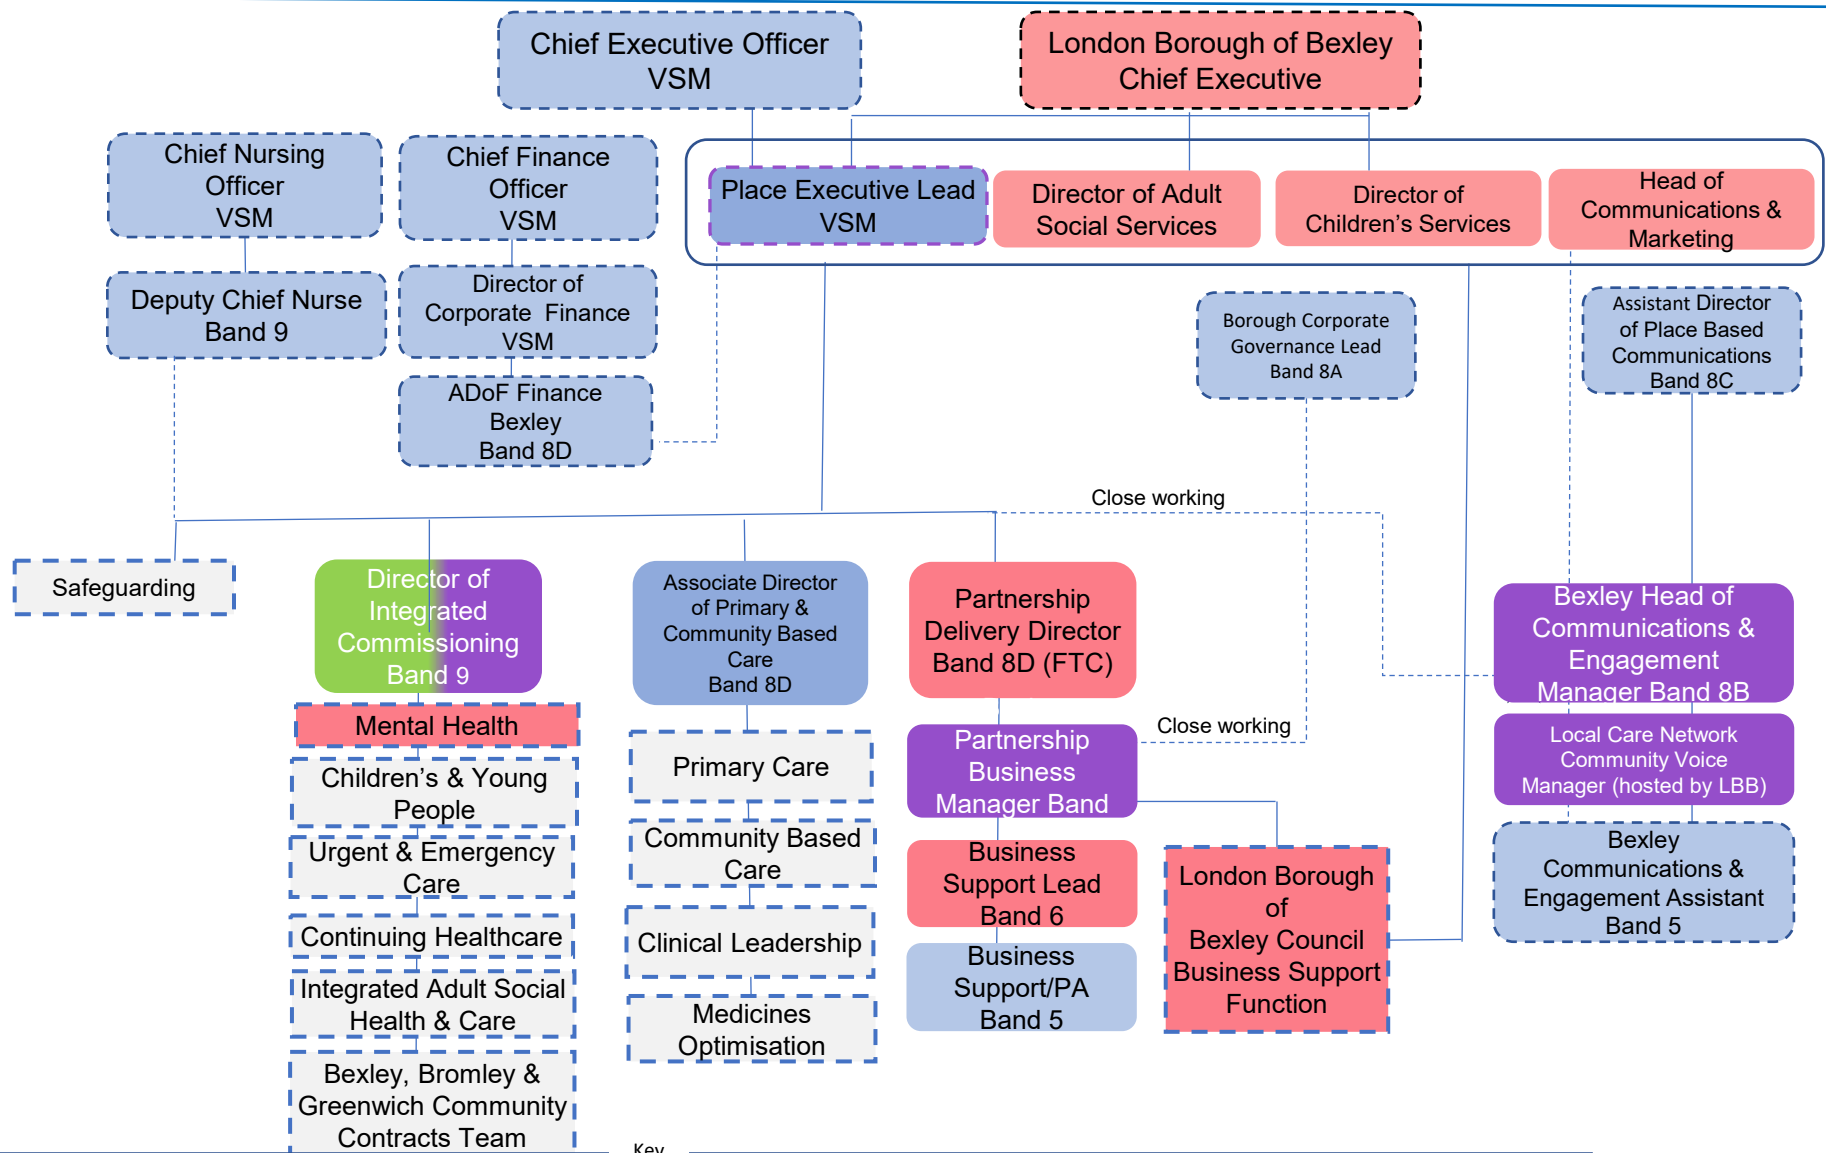 Chief Executive Officer
VSM
London Borough of Bexley
Chief Executive
Chief Nursing
Officer
VSM
Chief Finance
Officer
VSM
Place Executive Lead
VSM
Director of Adult
Social Services
Director of
Children’s Services
Head of
Communications &
Marketing
Deputy Chief Nurse
Band 9
Director of
Corporate Finance
VSM
Borough Corporate
Governance Lead
Band 8A
Assistant Director
of Place Based
Communications
Band 8C
ADoF Finance
Bexley
Band 8D
Close working
Safeguarding
Director of
Integrated
Commissioning
Band 9
Associate Director
of Primary &
Community Based
Care
Band 8D
Partnership
Delivery Director
Band 8D (FTC)
Bexley Head of
Communications &
Engagement
Manager Band 8B
Mental Health
Children’s & Young
People
Urgent & Emergency
Care
Continuing Healthcare
Integrated Adult Social
Health & Care
Bexley, Bromley &
Greenwich Community
Contracts Team
Primary Care
Community Based
Care
Clinical Leadership
Medicines
Optimisation
Partnership
Business
Manager Band
Close working
Business
Support Lead
Band 6
Business
Support/PA
Band 5
London Borough
of
Bexley Council
Business Support
Function
Local Care Network
Community Voice
Manager (hosted by LBB)
Bexley
Communications &
Engagement Assistant
Band 5
Key